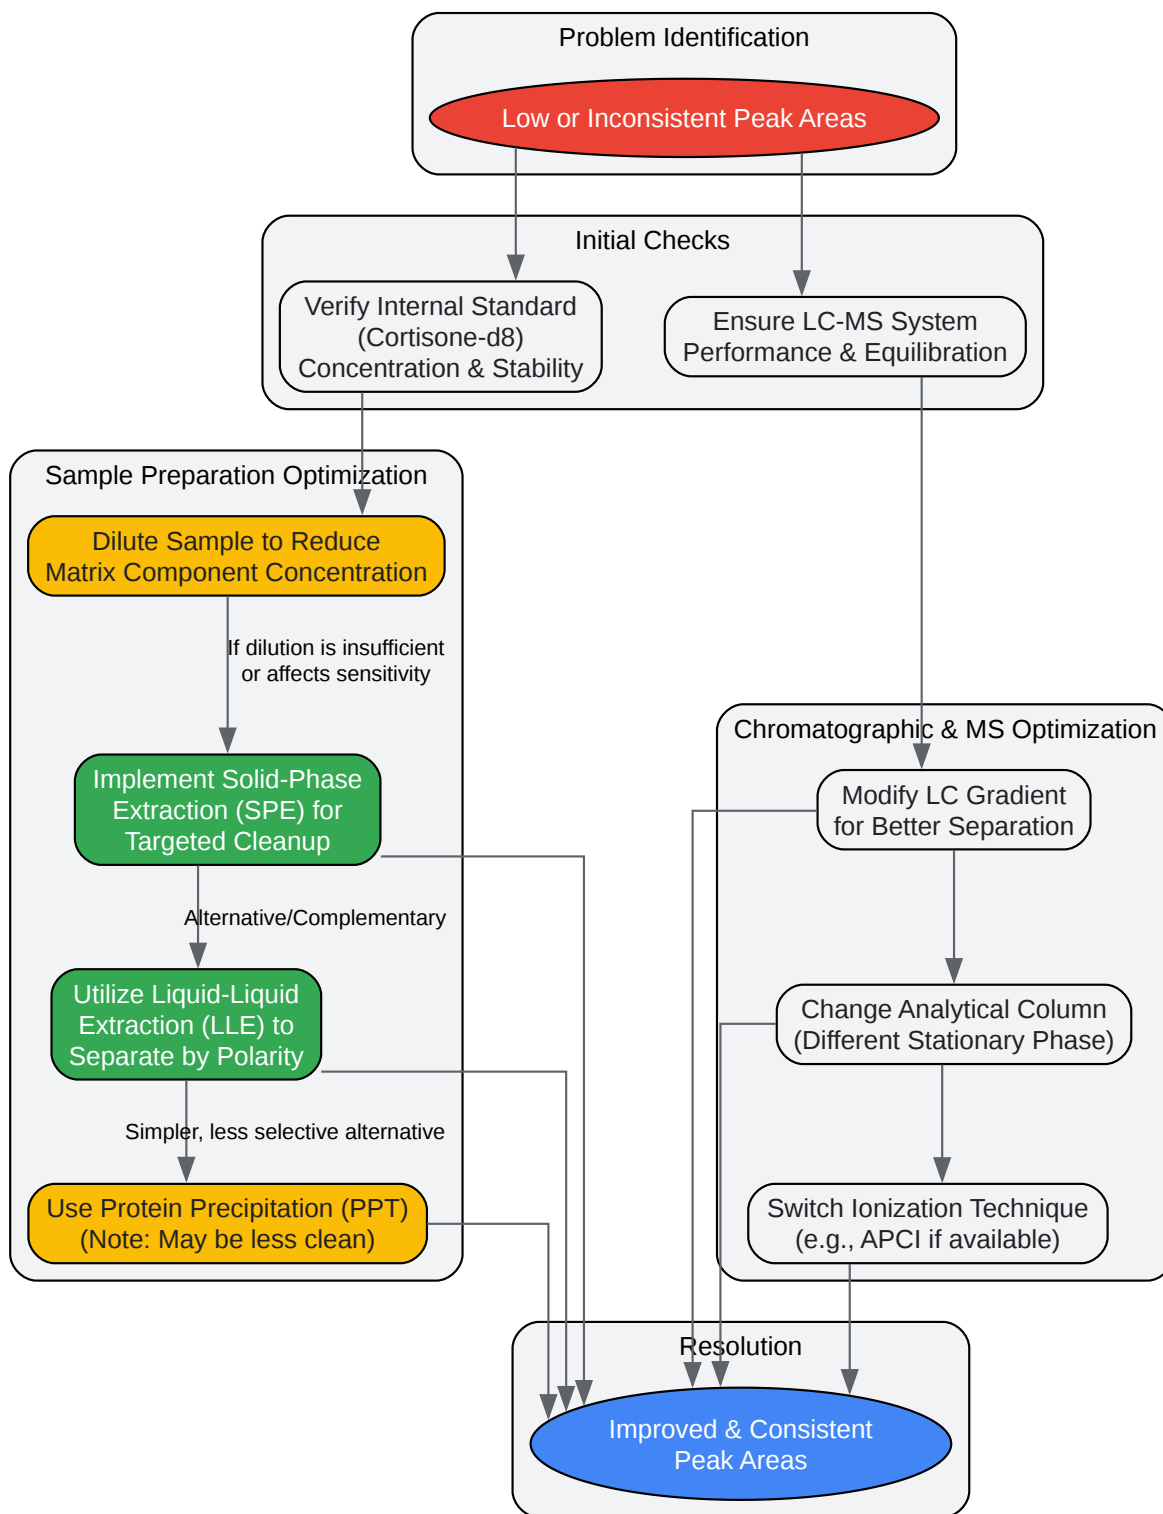 Problem Identification
Low or Inconsistent Peak Areas
Initial Checks
Verify Internal Standard
(Cortisone-d8)
Concentration & Stability
Ensure LC-MS System
Performance & Equilibration
Sample Preparation Optimization
Dilute Sample to Reduce
Matrix Component Concentration
If dilution is insufficient
or affects sensitivity
Implement Solid-Phase
Extraction (SPE) for
Targeted Cleanup
Alternative/Complementary
Utilize Liquid-Liquid
Extraction (LLE) to
Separate by Polarity
Simpler, less selective alternative
Use Protein Precipitation (PPT)
(Note: May be less clean)
Chromatographic & MS Optimization
Modify LC Gradient
for Better Separation
Change Analytical Column
(Different Stationary Phase)
Switch Ionization Technique
(e.g., APCI if available)
Resolution
Improved & Consistent
Peak Areas